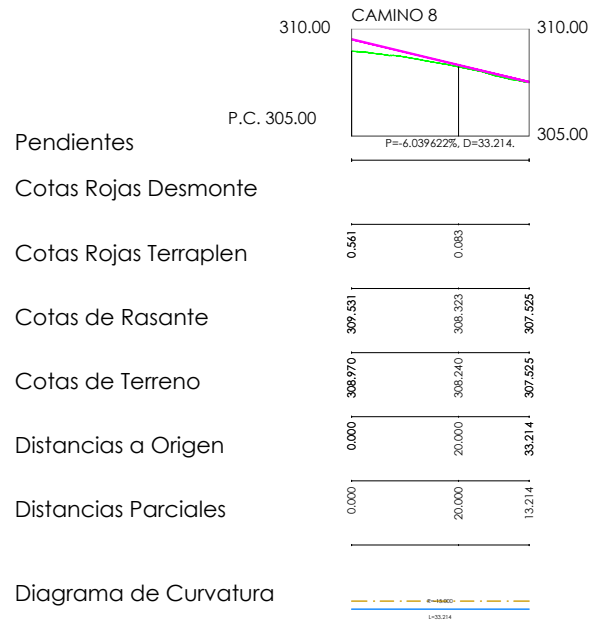 CAMINO 8
310.00 310.00
P.C. 305.00 305.00
P=-6.039622%, D=33.214.
Pendientes
Cotas Rojas Desmonte
Cotas Rojas Terraplen 0.561 0.083
Cotas de Rasante 309.531 308.323 307.525
Cotas de Terreno 308.970 308.240 307.525
Distancias a Origen 0.000 20.000 33.214
Distancias Parciales 0.000 20.000 13.214
Diagrama de Curvatura
L=33.214